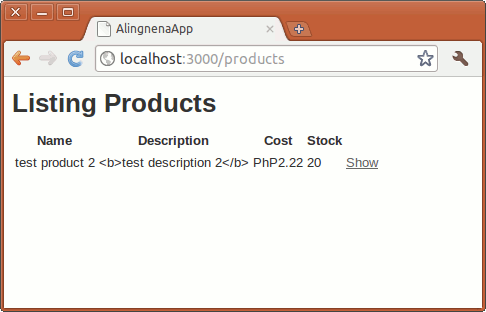 AlingnenaApp
localhost:3000/products
Listing Products
Name Description Cost Stock
test product 2 <b>test description 2</b> PhP2.22 20 Show